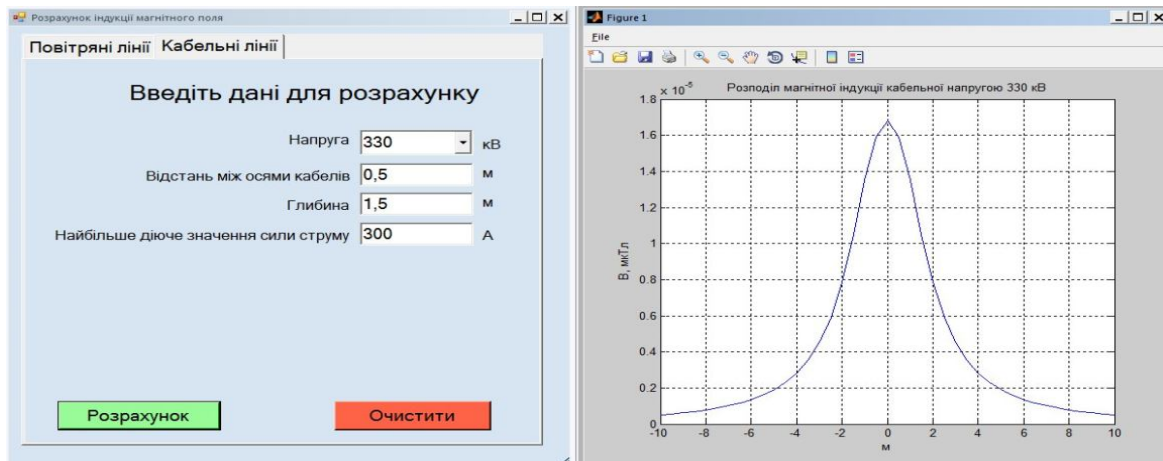 Розрахунок індукції магнітного поля
Повітряні лінії Кабельні лінії
Введіть дані для розрахунку
Напруга 330 кВ
Відстань між осями кабелів 0,5 м
Глибина 1,5 м
Найбільше діюче значення сили струму 300 А
Розрахунок Очистити
Figure 1
File
x 10⁻⁵
Розподіл магнітної індукції кабельної напругою 330 кВ
1.8
1.6
1.4
1.2
1
0.8
0.6
0.4
0.2
0
В, мкТл
-10 -8 -6 -4 -2 0 2 4 6 8 10
м